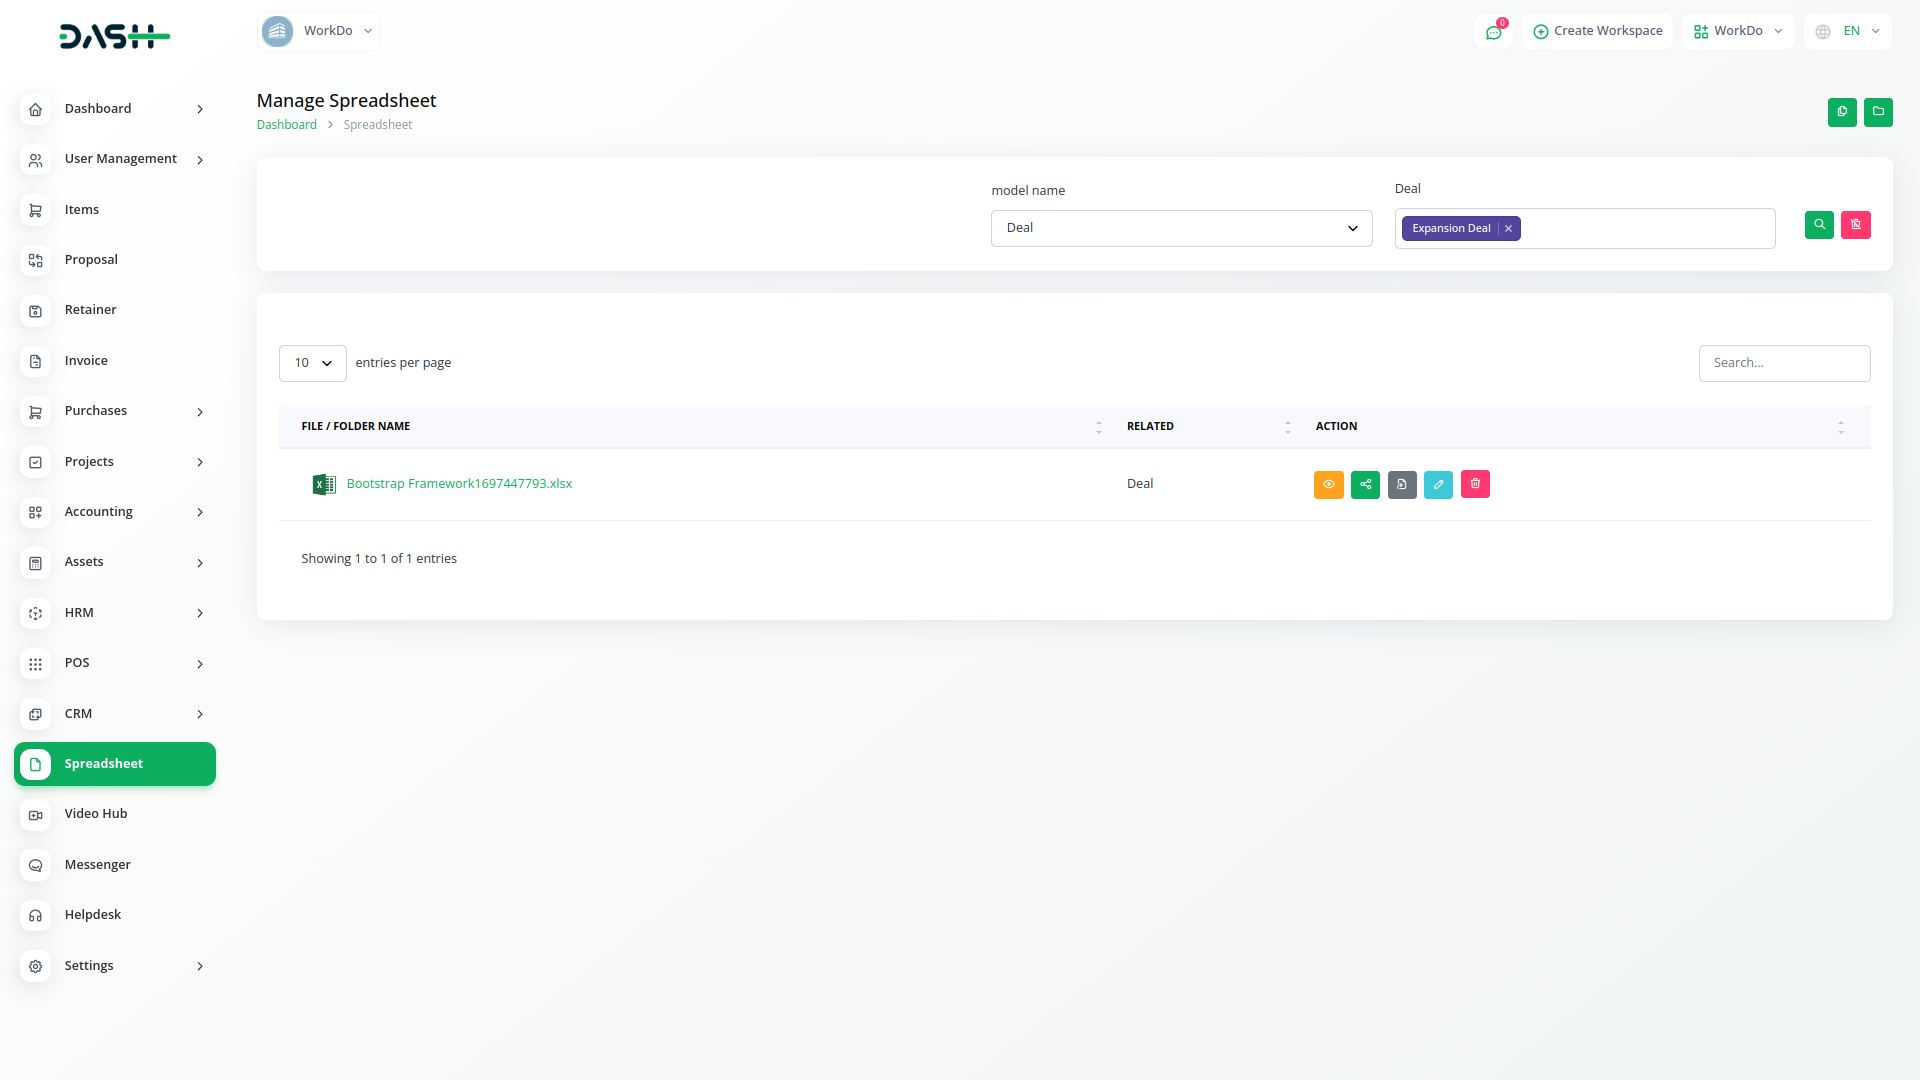 DASH
WorkDo
0
Create Workspace
WorkDo
EN
Dashboard
User Management
Items
Proposal
Retainer
Invoice
Purchases
Projects
Accounting
Assets
HRM
POS
CRM
Spreadsheet
Video Hub
Messenger
Helpdesk
Settings
Manage Spreadsheet
Dashboard > Spreadsheet
model name
Deal
Deal
Expansion Deal ×
10 entries per page
Search...
FILE / FOLDER NAME RELATED ACTION
Bootstrap Framework1697447793.xlsx Deal
Showing 1 to 1 of 1 entries